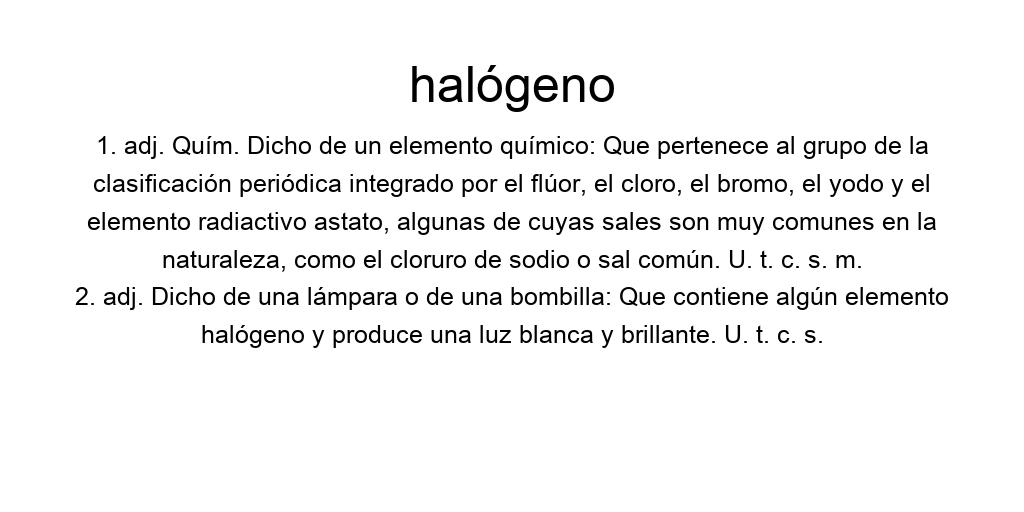 halógeno
1. adj. Quím. Dicho de un elemento químico: Que pertenece al grupo de la
clasificación periódica integrado por el flúor, el cloro, el bromo, el yodo y el
elemento radiactivo astato, algunas de cuyas sales son muy comunes en la
naturaleza, como el cloruro de sodio o sal común. U. t. c. s. m.
2. adj. Dicho de una lámpara o de una bombilla: Que contiene algún elemento
halógeno y produce una luz blanca y brillante. U. t. c. s.